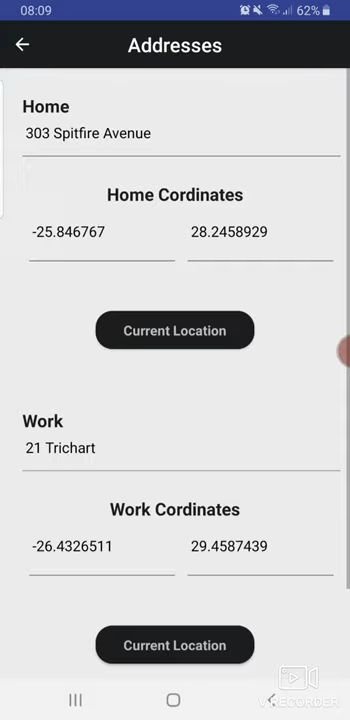 08:09
62%
Addresses
Home
303 Spitfire Avenue
Home Cordinates
-25.846767
28.2458929
Current Location
Work
21 Trichart
Work Cordinates
-26.4326511
29.4587439
Current Location
V RECORDER